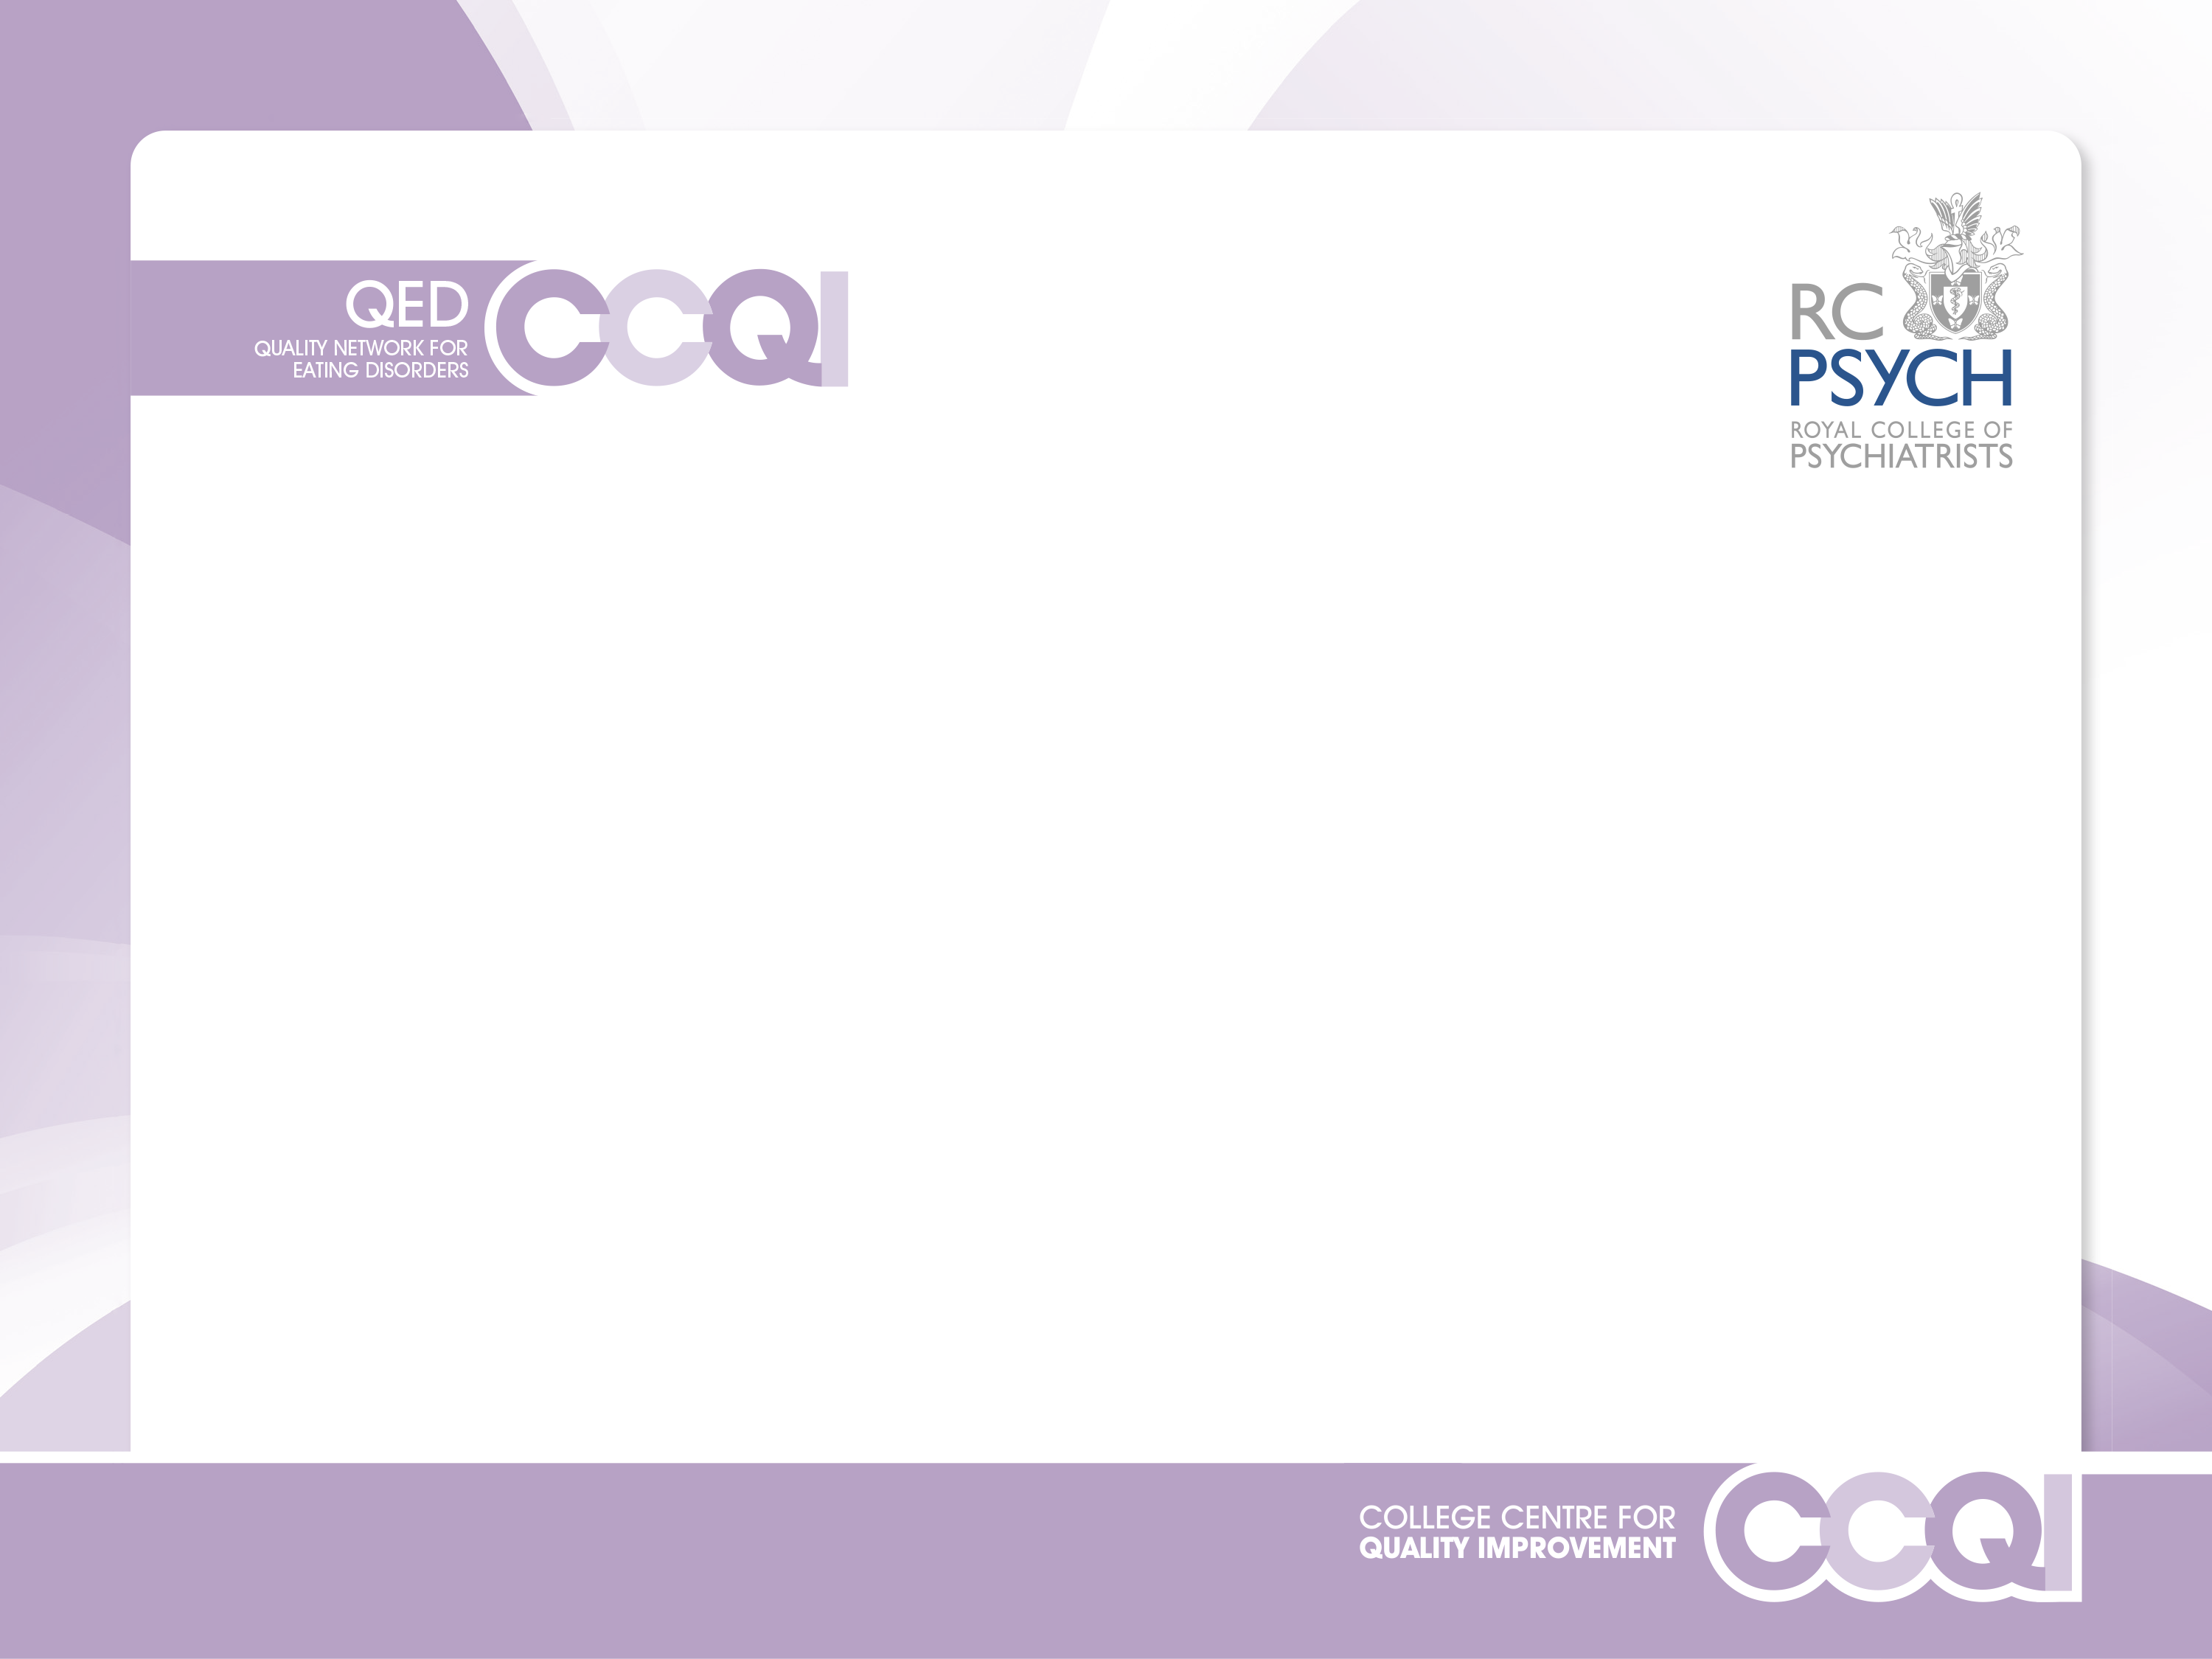 QED
QUALITY NETWORK FOR
EATING DISORDERS
CCQI
RC
PSYCH
ROYAL COLLEGE OF
PSYCHIATRISTS
COLLEGE CENTRE FOR
QUALITY IMPROVEMENT
CCQI